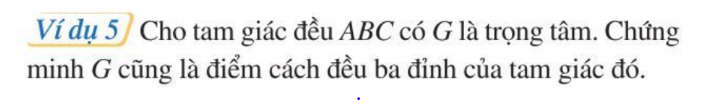 Ví dụ 5 Cho tam giác đều ABC có G là trọng tâm. Chứng
minh G cũng là điểm cách đều ba đỉnh của tam giác đó.